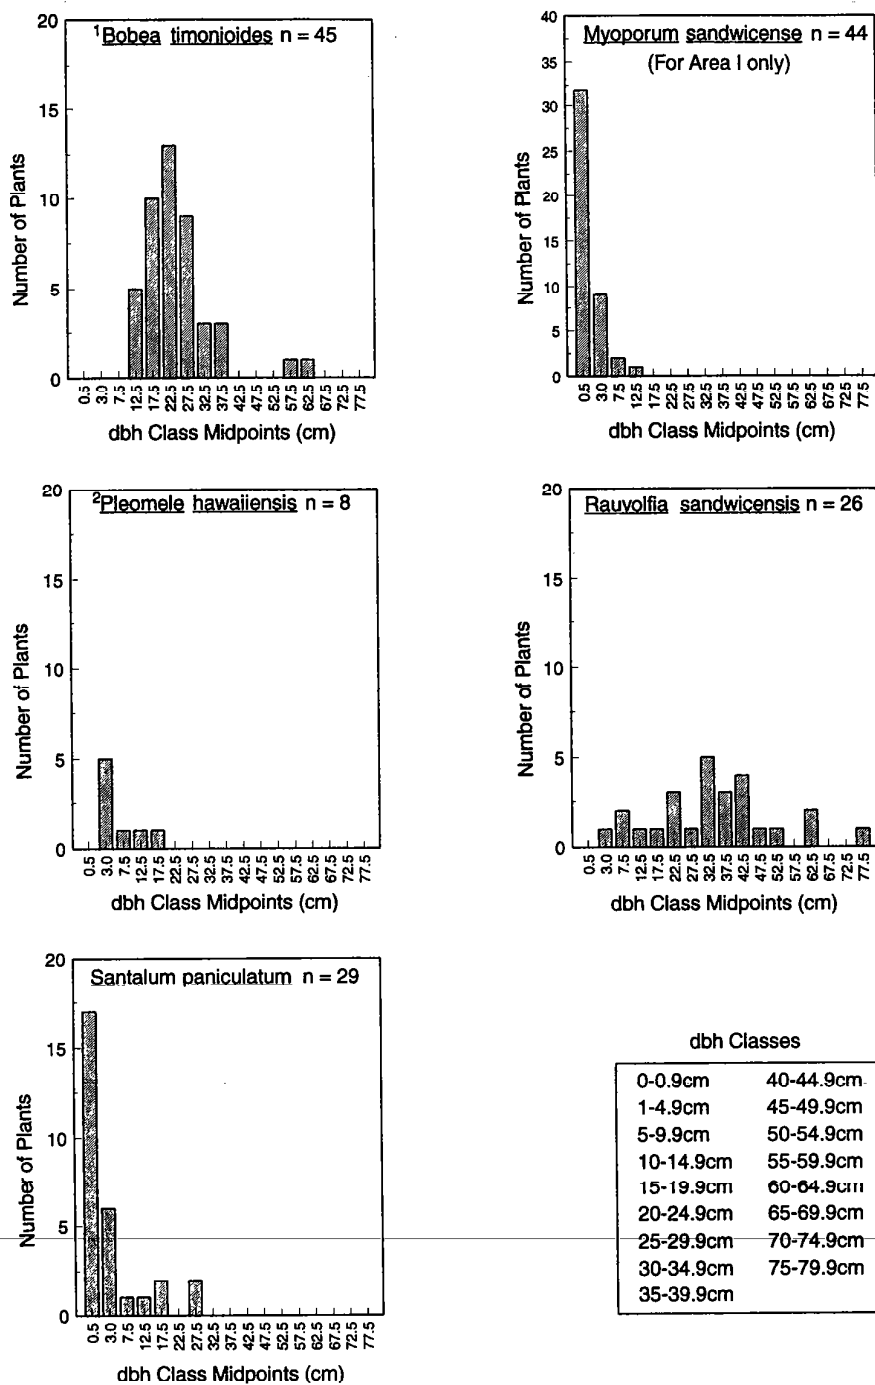 ¹Bobea timonioides n = 45
20
15
10
5
0
Number of Plants
0.5 3.0 7.5 12.5 17.5 22.5 27.5 32.5 37.5 42.5 47.5 52.5 57.5 62.5 67.5 72.5 77.5
dbh Class Midpoints (cm)
Myoporum sandwicense n = 44
(For Area I only)
40
35
30
25
20
15
10
5
0
Number of Plants
0.5 3.0 7.5 12.5 17.5 22.5 27.5 32.5 37.5 42.5 47.5 52.5 57.5 62.5 67.5 72.5 77.5
dbh Class Midpoints (cm)
²Pleomele hawaiiensis n = 8
20
15
10
5
0
Number of Plants
0.5 3.0 7.5 12.5 17.5 22.5 27.5 32.5 37.5 42.5 47.5 52.5 57.5 62.5 67.5 72.5 77.5
dbh Class Midpoints (cm)
Rauvolfia sandwicensis n = 26
20
15
10
5
0
Number of Plants
0.5 3.0 7.5 12.5 17.5 22.5 27.5 32.5 37.5 42.5 47.5 52.5 57.5 62.5 67.5 72.5 77.5
dbh Class Midpoints (cm)
Santalum paniculatum n = 29
20
15
10
5
0
Number of Plants
0.5 3.0 7.5 12.5 17.5 22.5 27.5 32.5 37.5 42.5 47.5 52.5 57.5 62.5 67.5 72.5 77.5
dbh Class Midpoints (cm)
dbh Classes
0-0.9cm 40-44.9cm
1-4.9cm 45-49.9cm
5-9.9cm 50-54.9cm
10-14.9cm 55-59.9cm
15-19.9cm 60-64.9cm
20-24.9cm 65-69.9cm
25-29.9cm 70-74.9cm
30-34.9cm 75-79.9cm
35-39.9cm